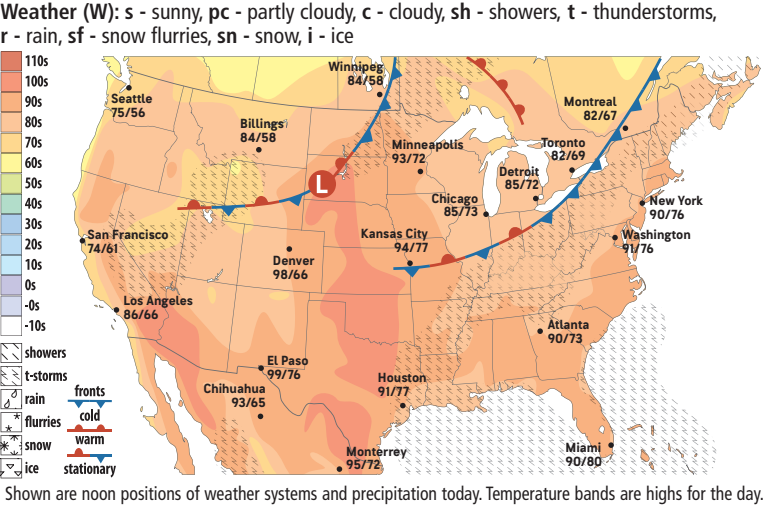 Weather (W): s - sunny, pc - partly cloudy, c - cloudy, sh - showers, t - thunderstorms,
r - rain, sf - snow flurries, sn - snow, i - ice
110s
100s
90s
80s
70s
60s
50s
40s
30s
20s
10s
0s
-0s
-10s
showers
t-storms
rain
flurries
snow
ice
fronts
cold
warm
stationary
Seattle
75/56
Billings
84/58
Winnipeg
84/58
Minneapolis
93/72
Montreal
82/67
Toronto
82/69
Detroit
85/72
Chicago
85/73
New York
90/76
Washington
91/76
San Francisco
74/61
Denver
98/66
Kansas City
94/77
L
Los Angeles
86/66
El Paso
99/76
Chihuahua
93/65
Houston
91/77
Atlanta
90/73
Monterrey
95/72
Miami
90/80
Shown are noon positions of weather systems and precipitation today. Temperature bands are highs for the day.